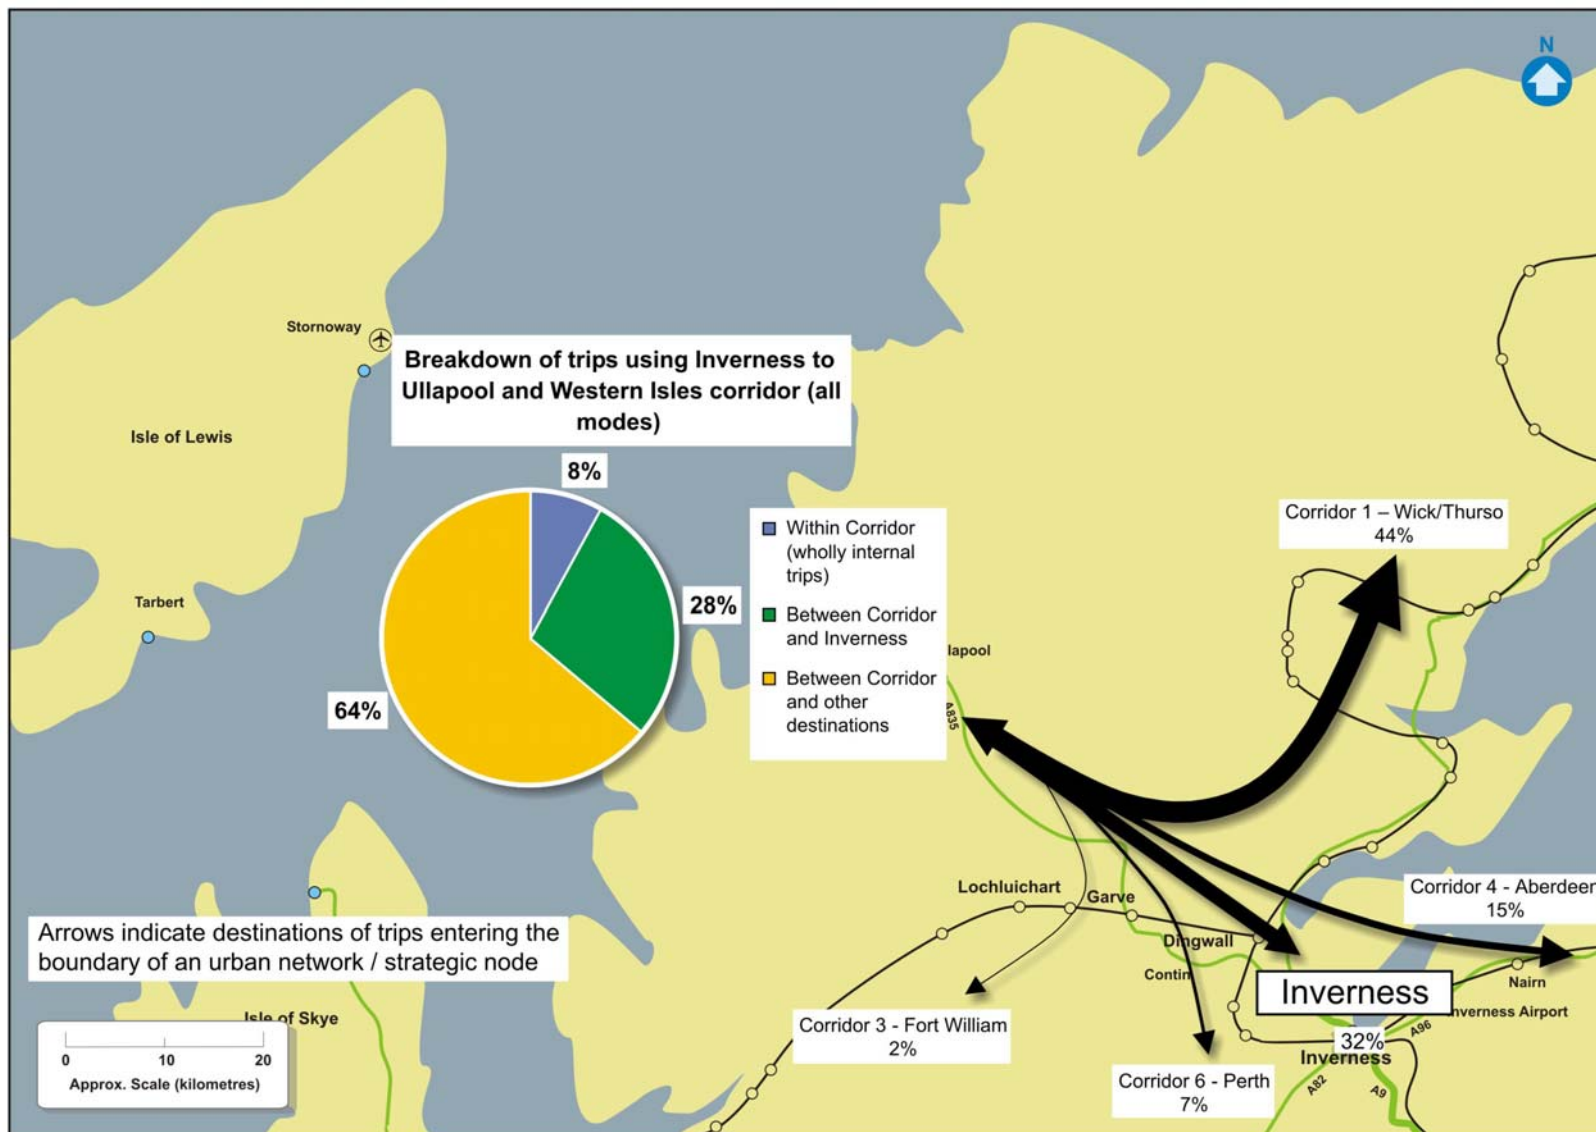 N
Stornoway
Breakdown of trips using Inverness to
Ullapool and Western Isles corridor (all
modes)
Isle of Lewis
8%
Corridor 1 – Wick/Thurso
44%
Within Corridor
(wholly internal
trips)
Tarbert
28%
Between Corridor
and Inverness
lapool
64%
Between Corridor
and other
destinations
A835
Lochluichart
Garve
Corridor 4 - Aberdeen
15%
Arrows indicate destinations of trips entering the
boundary of an urban network / strategic node
Dingwall
Contin
Nairn
Inverness
Isle of Skye
nverness Airport
Corridor 3 - Fort William
2%
A96
32%
Inverness
0 10 20
Approx. Scale (kilometres)
Corridor 6 - Perth
7%
A82
A9